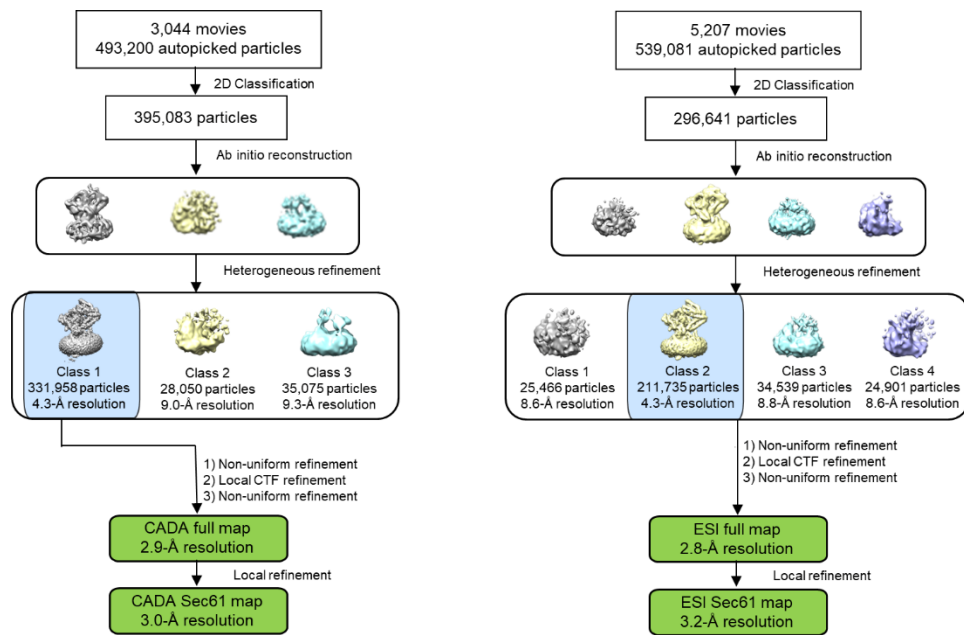 3,044 movies
493,200 autopicked particles
2D Classification
395,083 particles
Ab initio reconstruction
Heterogeneous refinement
Class 1
331,958 particles
4.3-Å resolution
Class 2
28,050 particles
9.0-Å resolution
Class 3
35,075 particles
9.3-Å resolution
1) Non-uniform refinement
2) Local CTF refinement
3) Non-uniform refinement
CADA full map
2.9-Å resolution
Local refinement
CADA Sec61 map
3.0-Å resolution
5,207 movies
539,081 autopicked particles
2D Classification
296,641 particles
Ab initio reconstruction
Heterogeneous refinement
Class 1
25,466 particles
8.6-Å resolution
Class 2
211,735 particles
4.3-Å resolution
Class 3
34,539 particles
8.8-Å resolution
Class 4
24,901 particles
8.6-Å resolution
1) Non-uniform refinement
2) Local CTF refinement
3) Non-uniform refinement
ESI full map
2.8-Å resolution
Local refinement
ESI Sec61 map
3.2-Å resolution